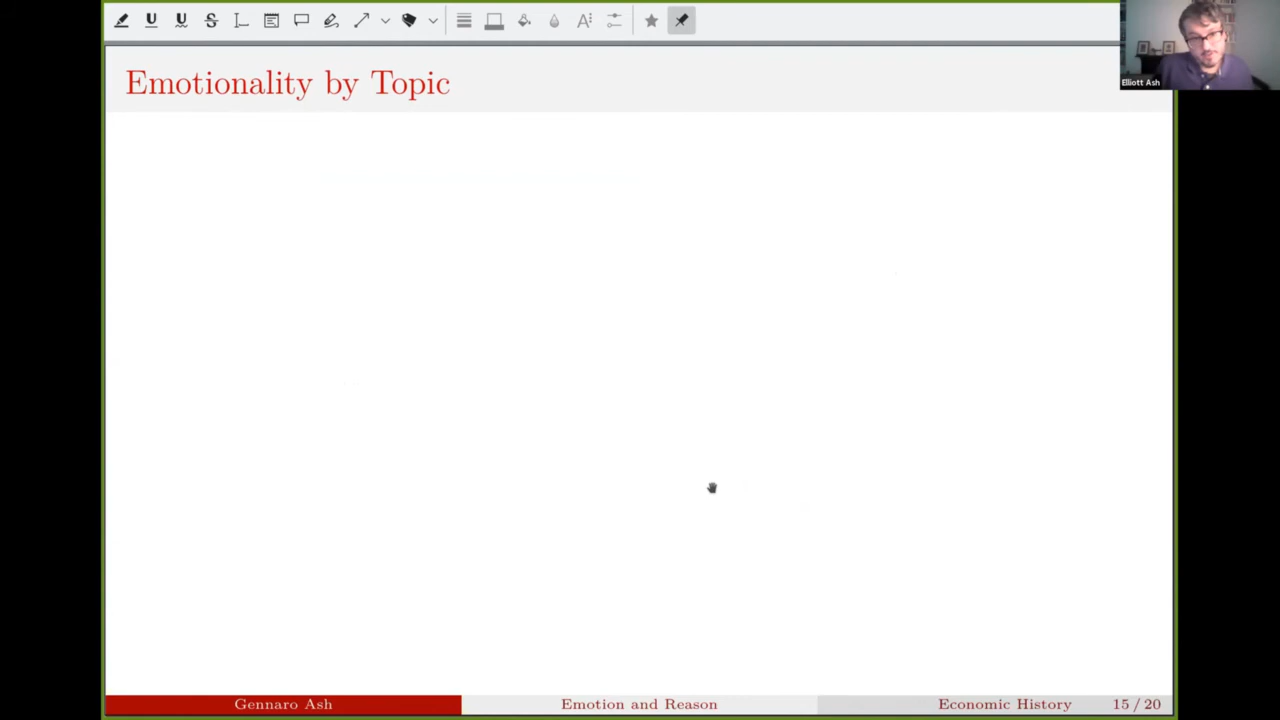 Elliott Ash
Emotionality by Topic
Gennaro Ash
Emotion and Reason
Economic History
15 / 20